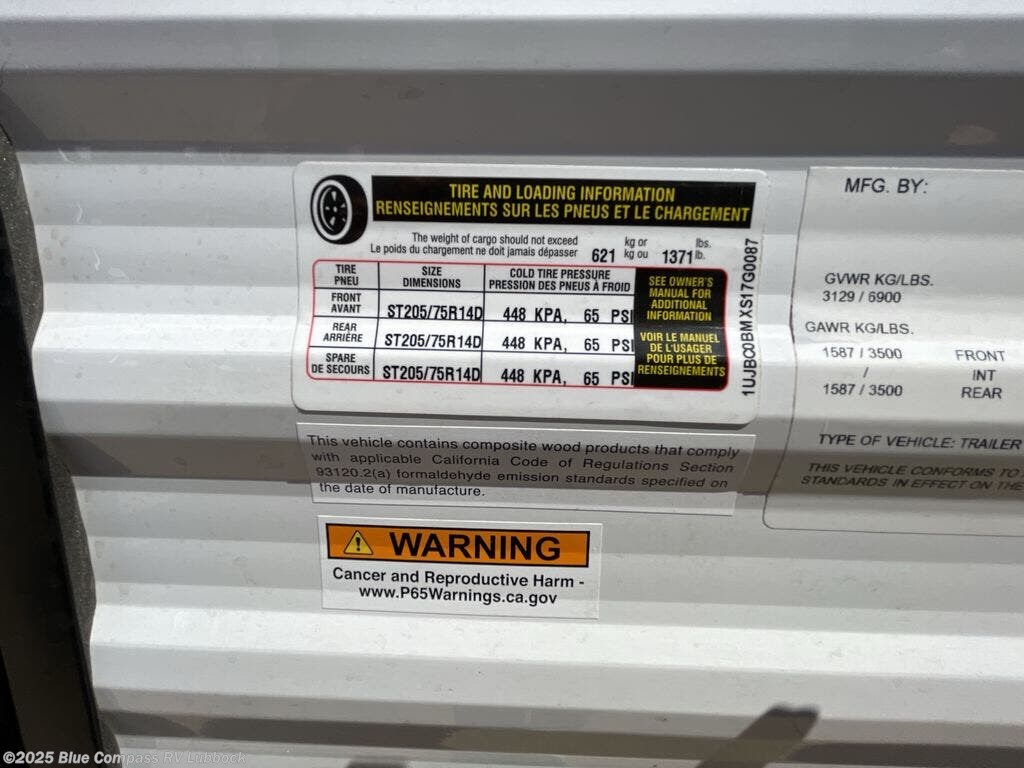 TIRE AND LOADING INFORMATION
RENSEIGNEMENTS SUR LES PNEUS ET LE CHARGEMENT
The weight of cargo should not exceed
Le poids du chargement ne doit jamais dépasser
621
kg or
kg ou
1371
lbs.
lb.
TIRE
PNEU
SIZE
DIMENSIONS
COLD TIRE PRESSURE
PRESSION DES PNEUS À FROID
FRONT
AVANT
ST205/75R14D
448 KPA, 65 PSI
REAR
ARRIÈRE
ST205/75R14D
448 KPA, 65 PSI
SPARE
DE SECOURS
ST205/75R14D
448 KPA, 65 PSI
SEE OWNER'S
MANUAL FOR
ADDITIONAL
INFORMATION
VOIR LE MANUEL
DE L'USAGER
POUR PLUS DE
RENSEIGNEMENTS
1UJBC0BMXS17G0087
This vehicle contains composite wood products that comply
with applicable California Code of Regulations Section
93120.2(a) formaldehyde emission standards specified on
the date of manufacture.
WARNING
Cancer and Reproductive Harm -
www.P65Warnings.ca.gov
MFG. BY:
GVWR KG/LBS.
3129 / 6900
GAWR KG/LBS.
1587 / 3500 FRONT
/ INT
1587 / 3500 REAR
TYPE OF VEHICLE: TRAILER
THIS VEHICLE CONFORMS TO
STANDARDS IN EFFECT ON THE
©2025 Blue Compass RV Lubbock